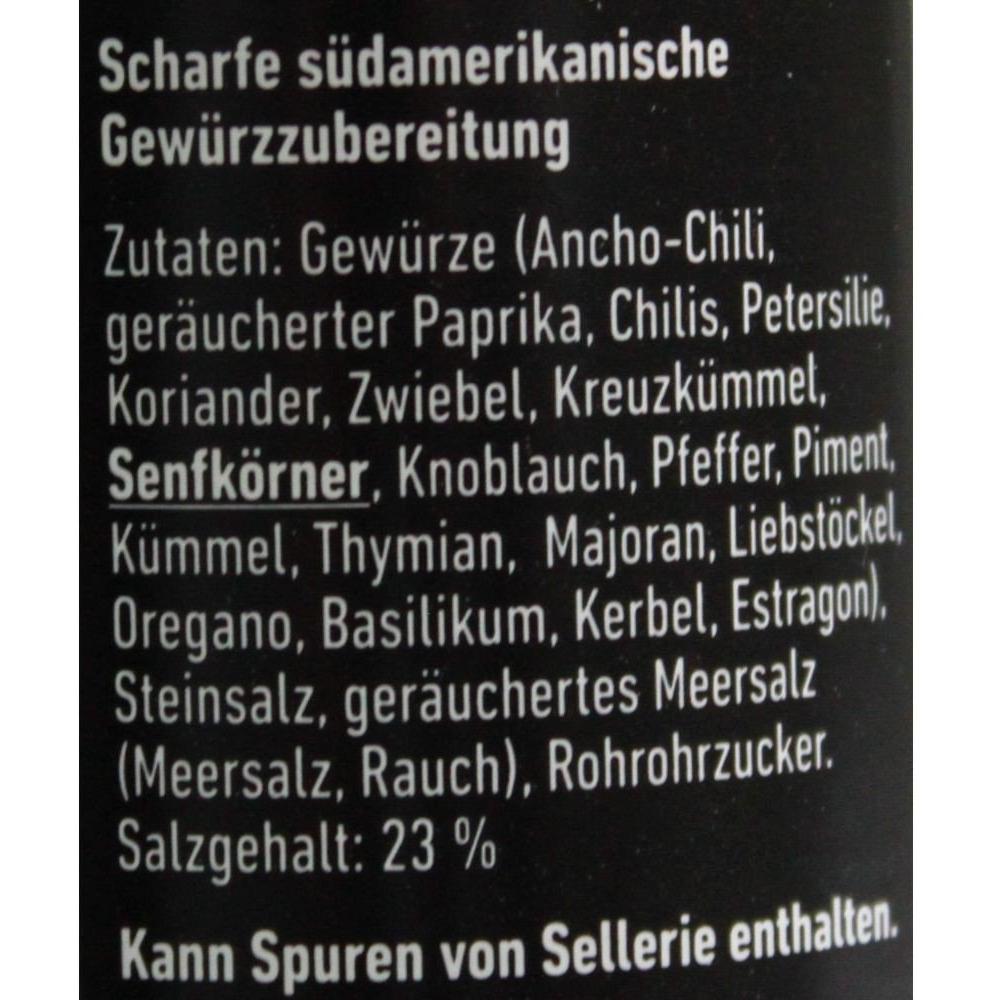 Scharfe südamerikanische
Gewürzzubereitung
Zutaten: Gewürze (Ancho-Chili,
geräucherter Paprika, Chilis, Petersilie,
Koriander, Zwiebel, Kreuzkümmel,
Senfkörner, Knoblauch, Pfeffer, Piment,
Kümmel, Thymian, Majoran, Liebstöckel,
Oregano, Basilikum, Kerbel, Estragon),
Steinsalz, geräuchertes Meersalz
(Meersalz, Rauch), Rohrohrzucker.
Salzgehalt: 23 %
Kann Spuren von Sellerie enthalten.